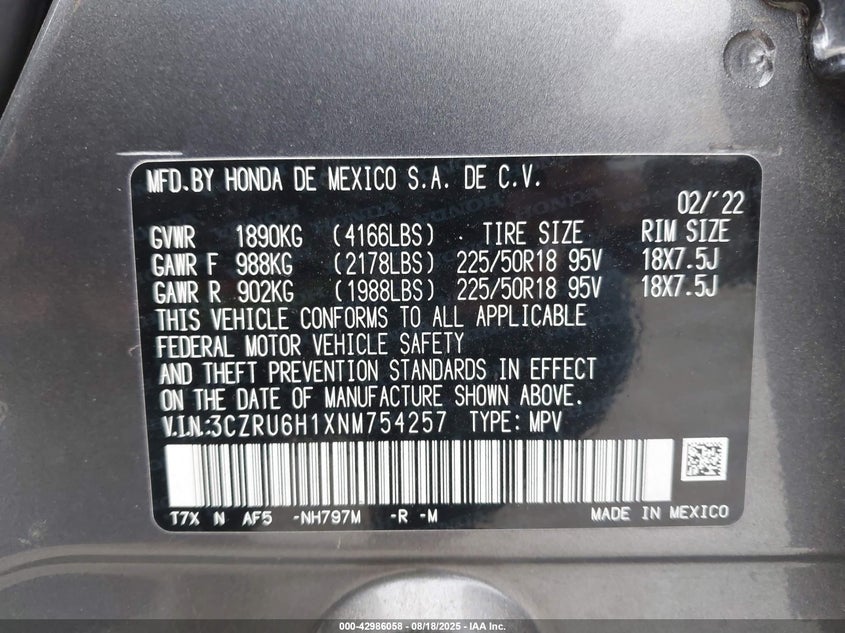 MFD.BY HONDA DE MEXICO S.A. DE C.V.
02/'22
GVWR 1890KG (4166LBS) . TIRE SIZE RIM SIZE
GAWR F 988KG (2178LBS) 225/50R18 95V 18X7.5J
GAWR R 902KG (1988LBS) 225/50R18 95V 18X7.5J
THIS VEHICLE CONFORMS TO ALL APPLICABLE
FEDERAL MOTOR VEHICLE SAFETY
AND THEFT PREVENTION STANDARDS IN EFFECT
ON THE DATE OF MANUFACTURE SHOWN ABOVE.
V.I.N.:3CZRU6H1XNM754257 TYPE: MPV
T7X N AF5 -NH797M -R -M MADE IN MEXICO
000-42986058 - 08/18/2025 - IAA Inc.